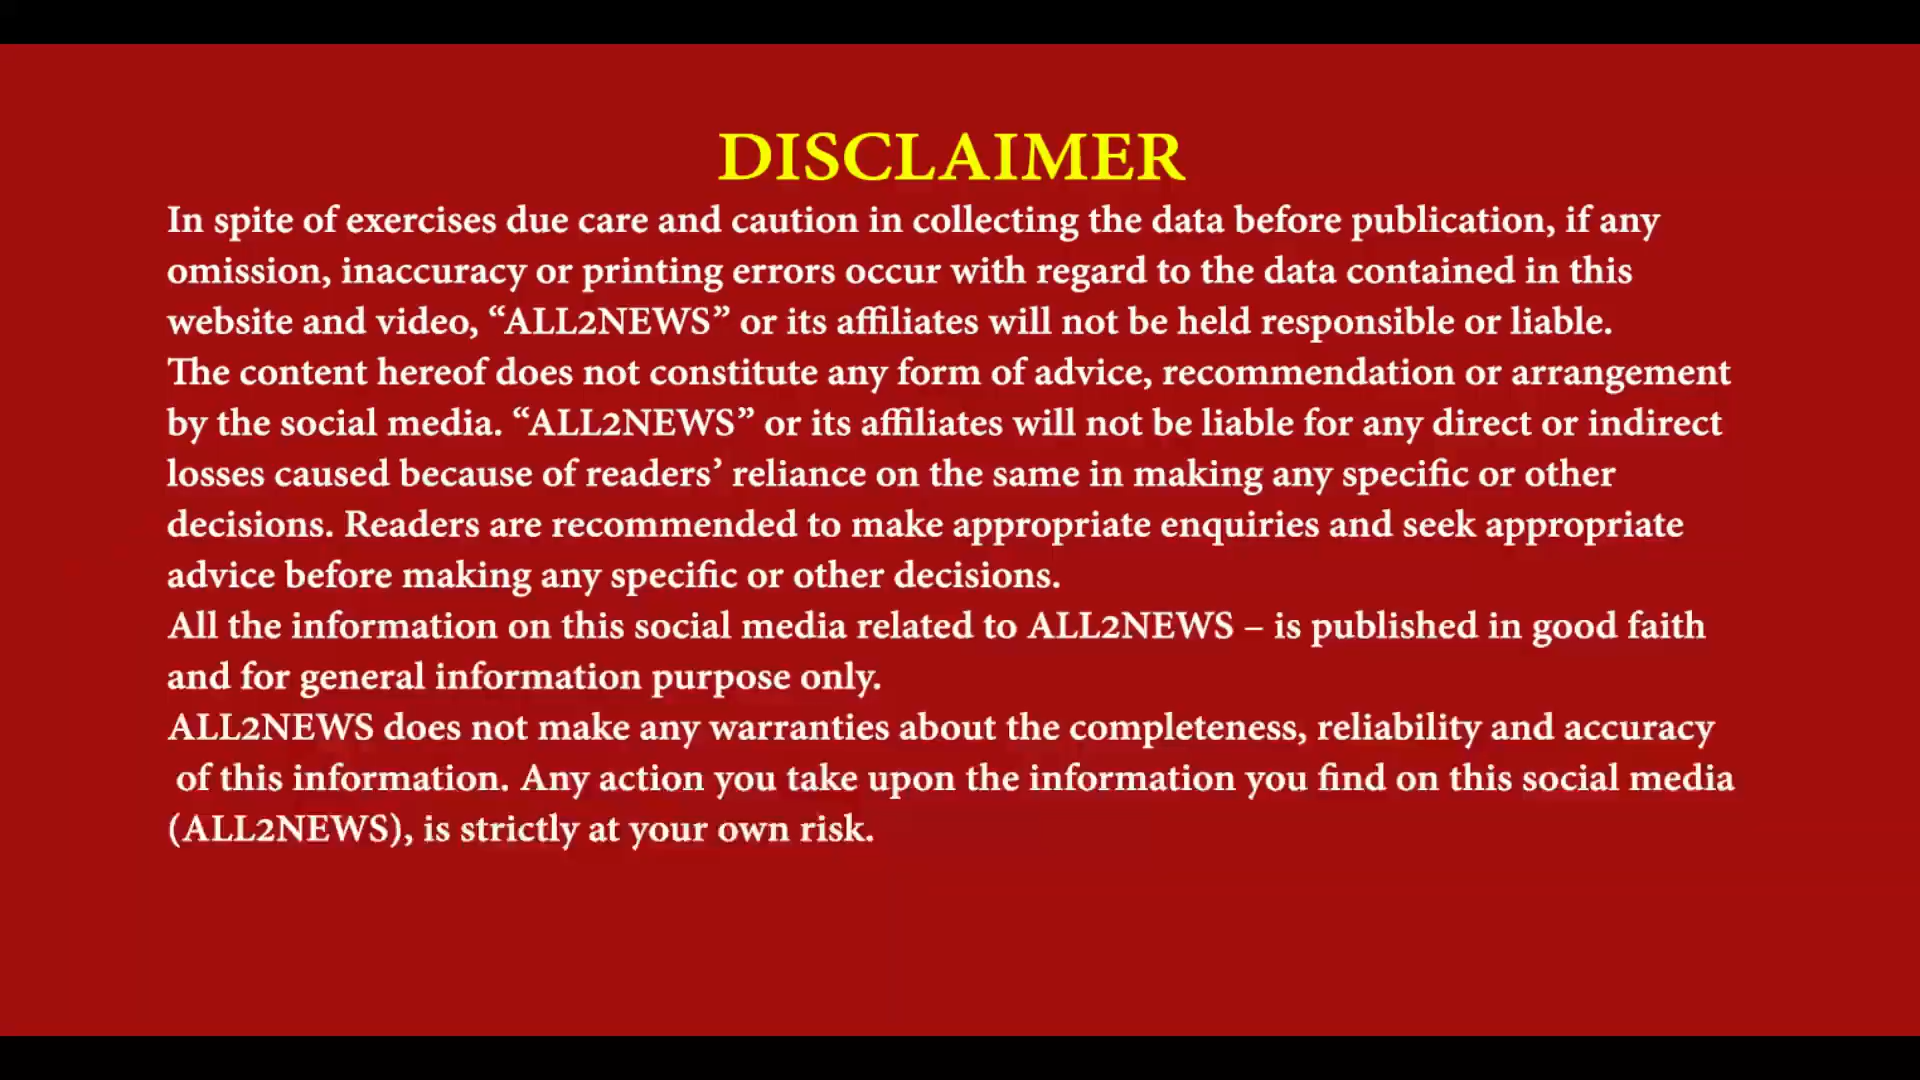 DISCLAIMER
In spite of exercises due care and caution in collecting the data before publication, if any
omission, inaccuracy or printing errors occur with regard to the data contained in this
website and video, “ALL2NEWS” or its affiliates will not be held responsible or liable.
The content hereof does not constitute any form of advice, recommendation or arrangement
by the social media. “ALL2NEWS” or its affiliates will not be liable for any direct or indirect
losses caused because of readers’ reliance on the same in making any specific or other
decisions. Readers are recommended to make appropriate enquiries and seek appropriate
advice before making any specific or other decisions.
All the information on this social media related to ALL2NEWS – is published in good faith
and for general information purpose only.
ALL2NEWS does not make any warranties about the completeness, reliability and accuracy
of this information. Any action you take upon the information you find on this social media
(ALL2NEWS), is strictly at your own risk.